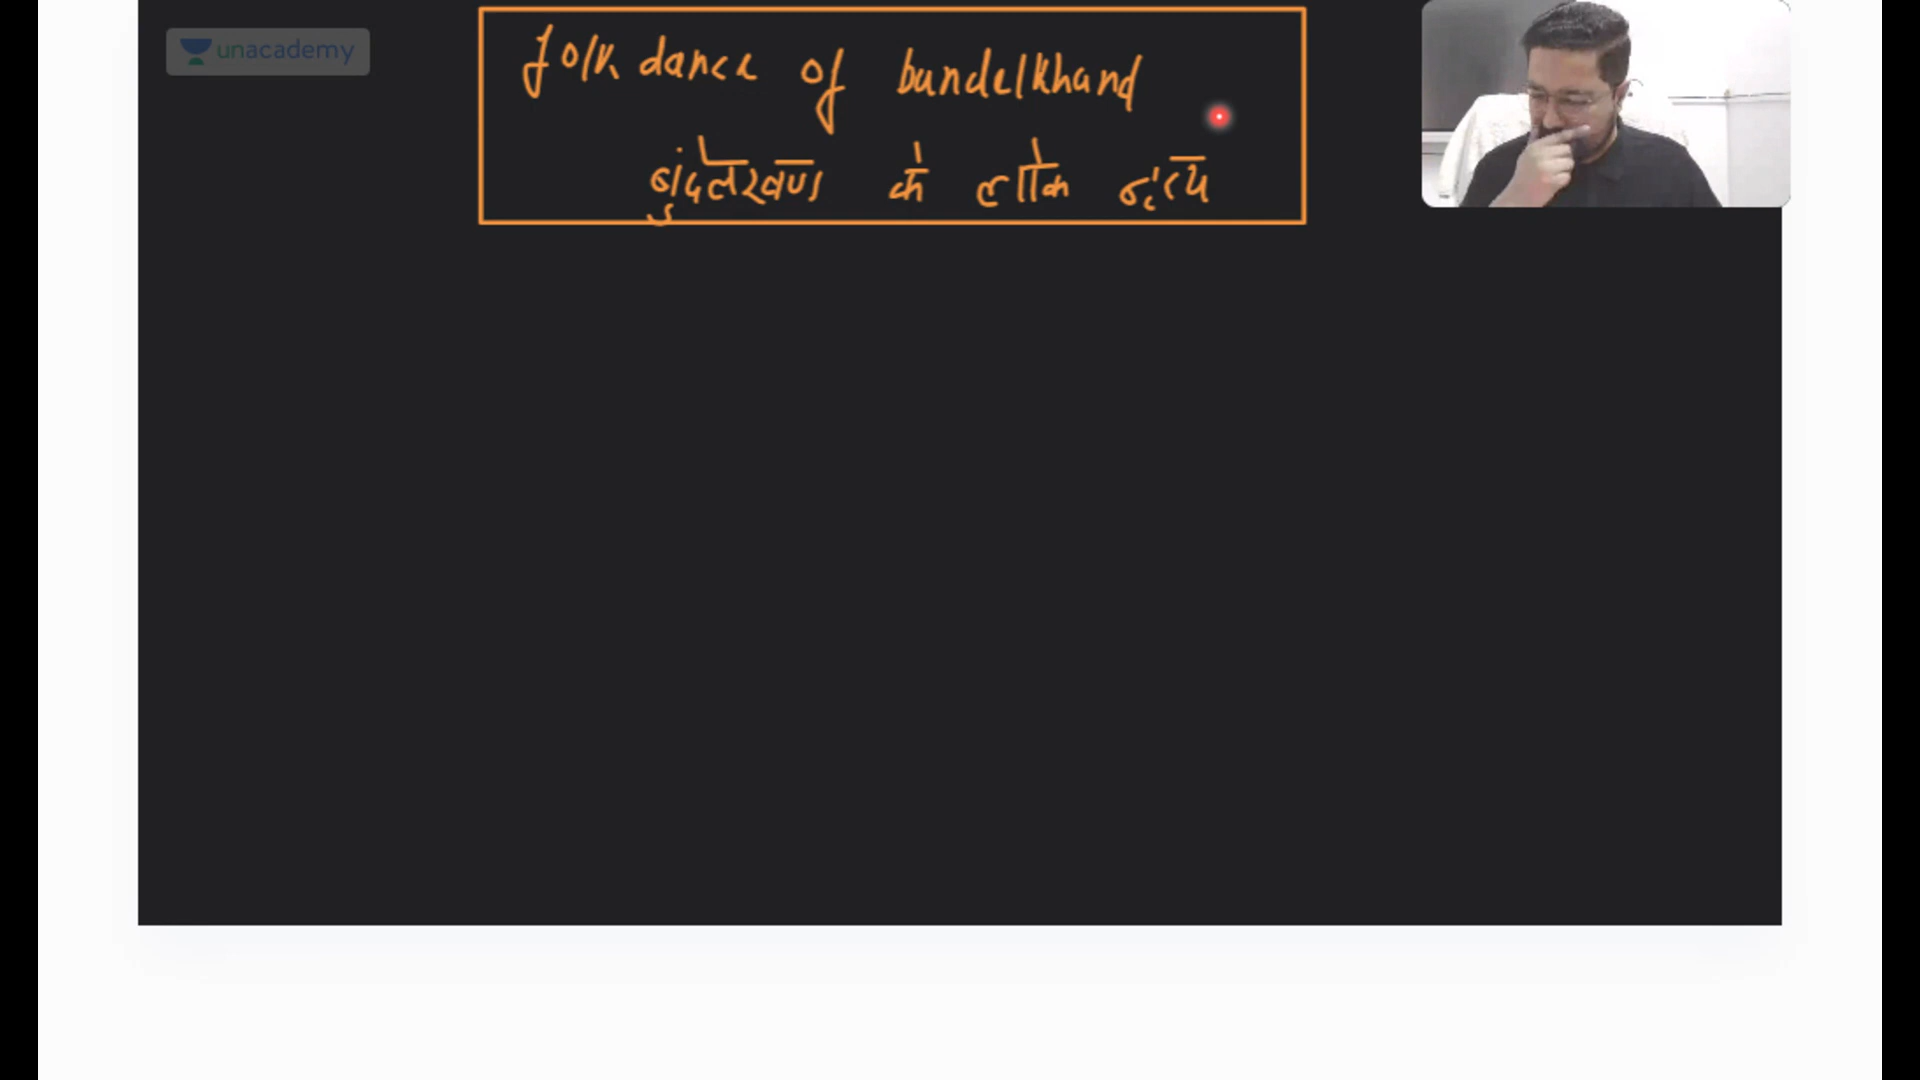 unacademy
folk dance of bundelkhand
बुंदेलखण्ड के लोक नृत्य